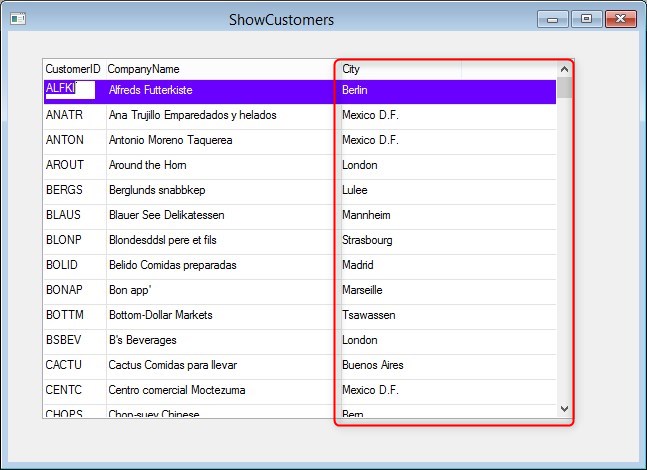 ShowCustomers
CustomerID CompanyName City
ALFKI Alfreds Futterkiste Berlin
ANATR Ana Trujillo Emparedados y helados Mexico D.F.
ANTON Antonio Moreno Taquerea Mexico D.F.
AROUT Around the Horn London
BERGS Berglunds snabbkep Lulee
BLAUS Blauer See Delikatessen Mannheim
BLONP Blondesddsl pere et fils Strasbourg
BOLID Belido Comidas preparadas Madrid
BONAP Bon app' Marseille
BOTTM Bottom-Dollar Markets Tsawassen
BSBEV B's Beverages London
CACTU Cactus Comidas para llevar Buenos Aires
CENTC Centro comercial Moctezuma Mexico D.F.
CHOPS Chop-suey Chinese Bern